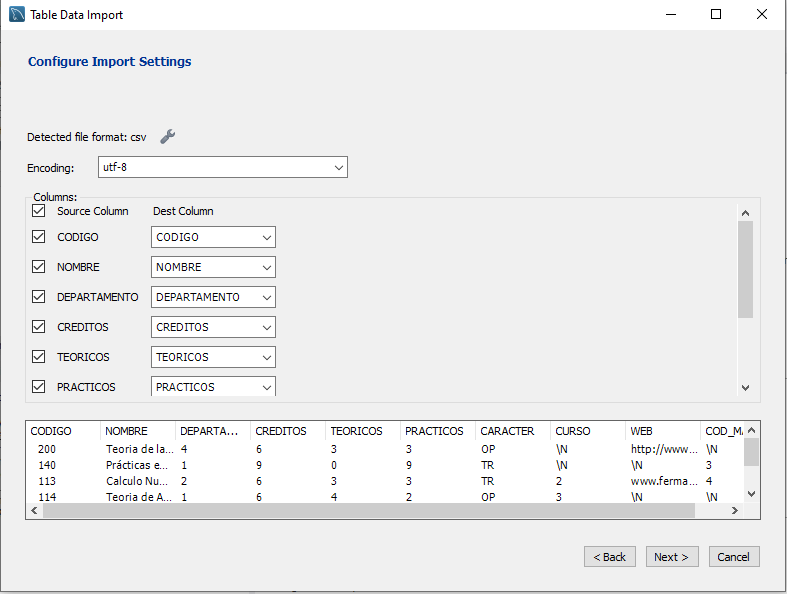 Table Data Import
Configure Import Settings
Detected file format: csv
Encoding: utf-8
Columns:
Source Column Dest Column
CODIGO CODIGO
NOMBRE NOMBRE
DEPARTAMENTO DEPARTAMENTO
CREDITOS CREDITOS
TEORICOS TEORICOS
PRACTICOS PRACTICOS
CODIGO NOMBRE DEPARTA... CREDITOS TEORICOS PRACTICOS CARACTER CURSO WEB COD_MA
200 Teoria de la... 4 6 3 3 OP \N http://www... \N
140 Prácticas e... 1 9 0 9 TR \N \N 3
113 Calculo Nu... 2 6 3 3 TR 2 www.ferma... 4
114 Teoria de A... 1 6 4 2 OP 3 \N \N
< Back Next > Cancel